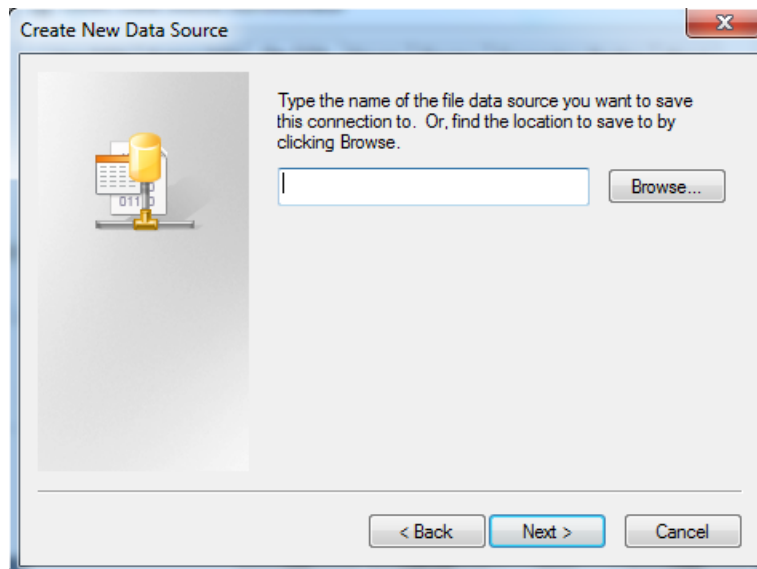 Create New Data Source
Type the name of the file data source you want to save
this connection to. Or, find the location to save to by
clicking Browse.
Browse...
< Back
Next >
Cancel